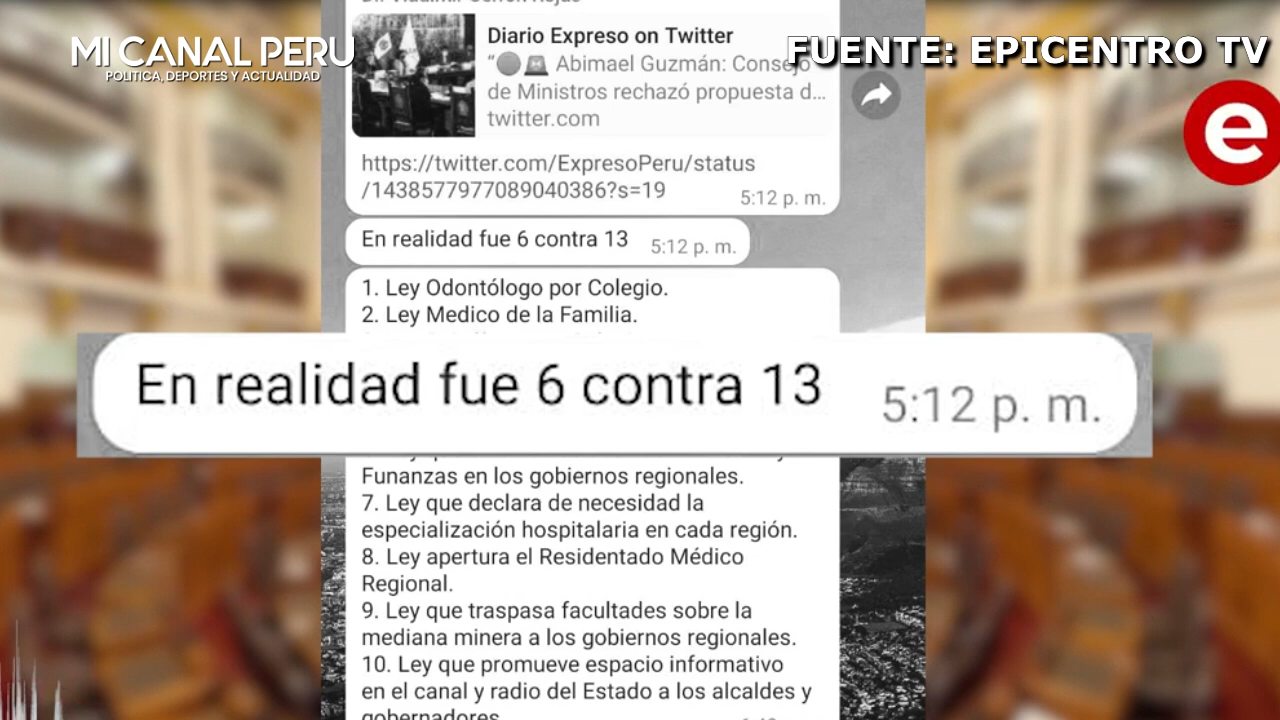 MI CANAL PERU
POLITICA, DEPORTES Y ACTUALIDAD
FUENTE: EPICENTRO TV
e
Diario Expreso on Twitter
“ Abimael Guzmán: Consejo
de Ministros rechazó propuesta d...
twitter.com
https://twitter.com/ExpresoPeru/status
/1438577977089040386?s=19
5:12 p. m.
En realidad fue 6 contra 13 5:12 p. m.
1. Ley Odontólogo por Colegio.
2. Ley Medico de la Familia.
En realidad fue 6 contra 13 5:12 p. m.
Funanzas en los gobiernos regionales.
7. Ley que declara de necesidad la
especialización hospitalaria en cada región.
8. Ley apertura el Residentado Médico
Regional.
9. Ley que traspasa facultades sobre la
mediana minera a los gobiernos regionales.
10. Ley que promueve espacio informativo
en el canal y radio del Estado a los alcaldes y
gobernadores